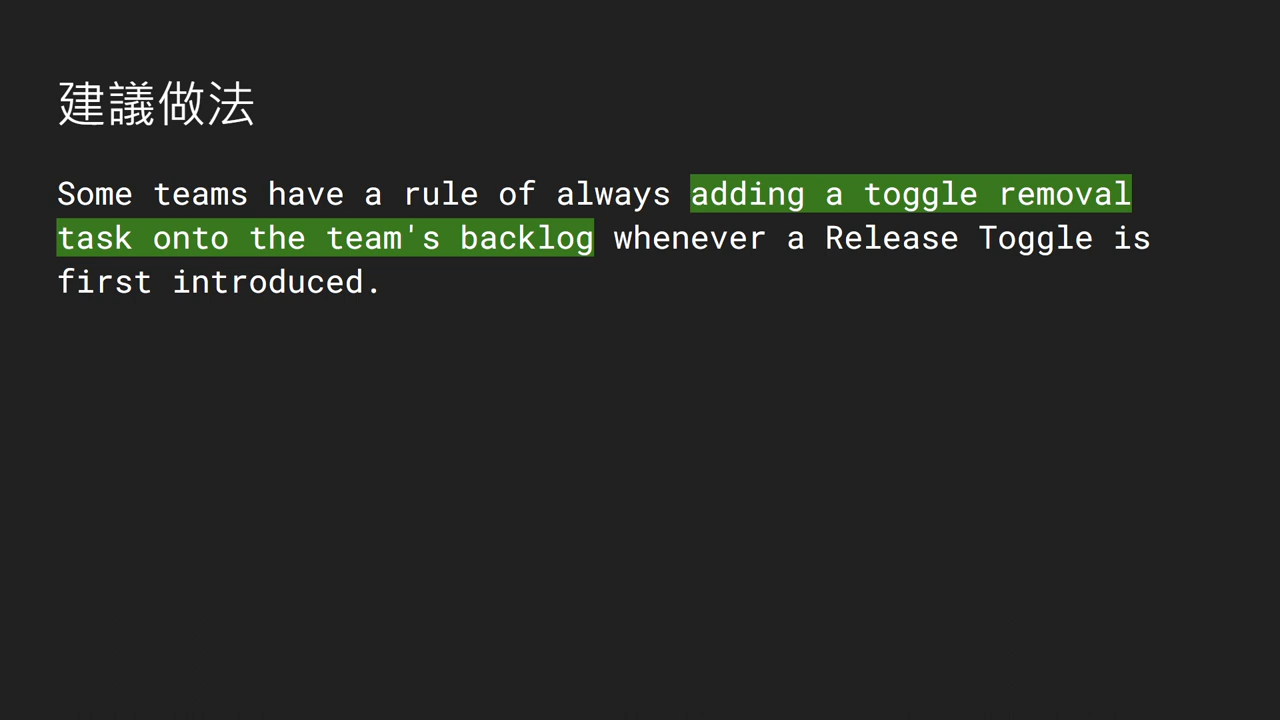 建議做法
Some teams have a rule of always adding a toggle removal
task onto the team's backlog whenever a Release Toggle is
first introduced.